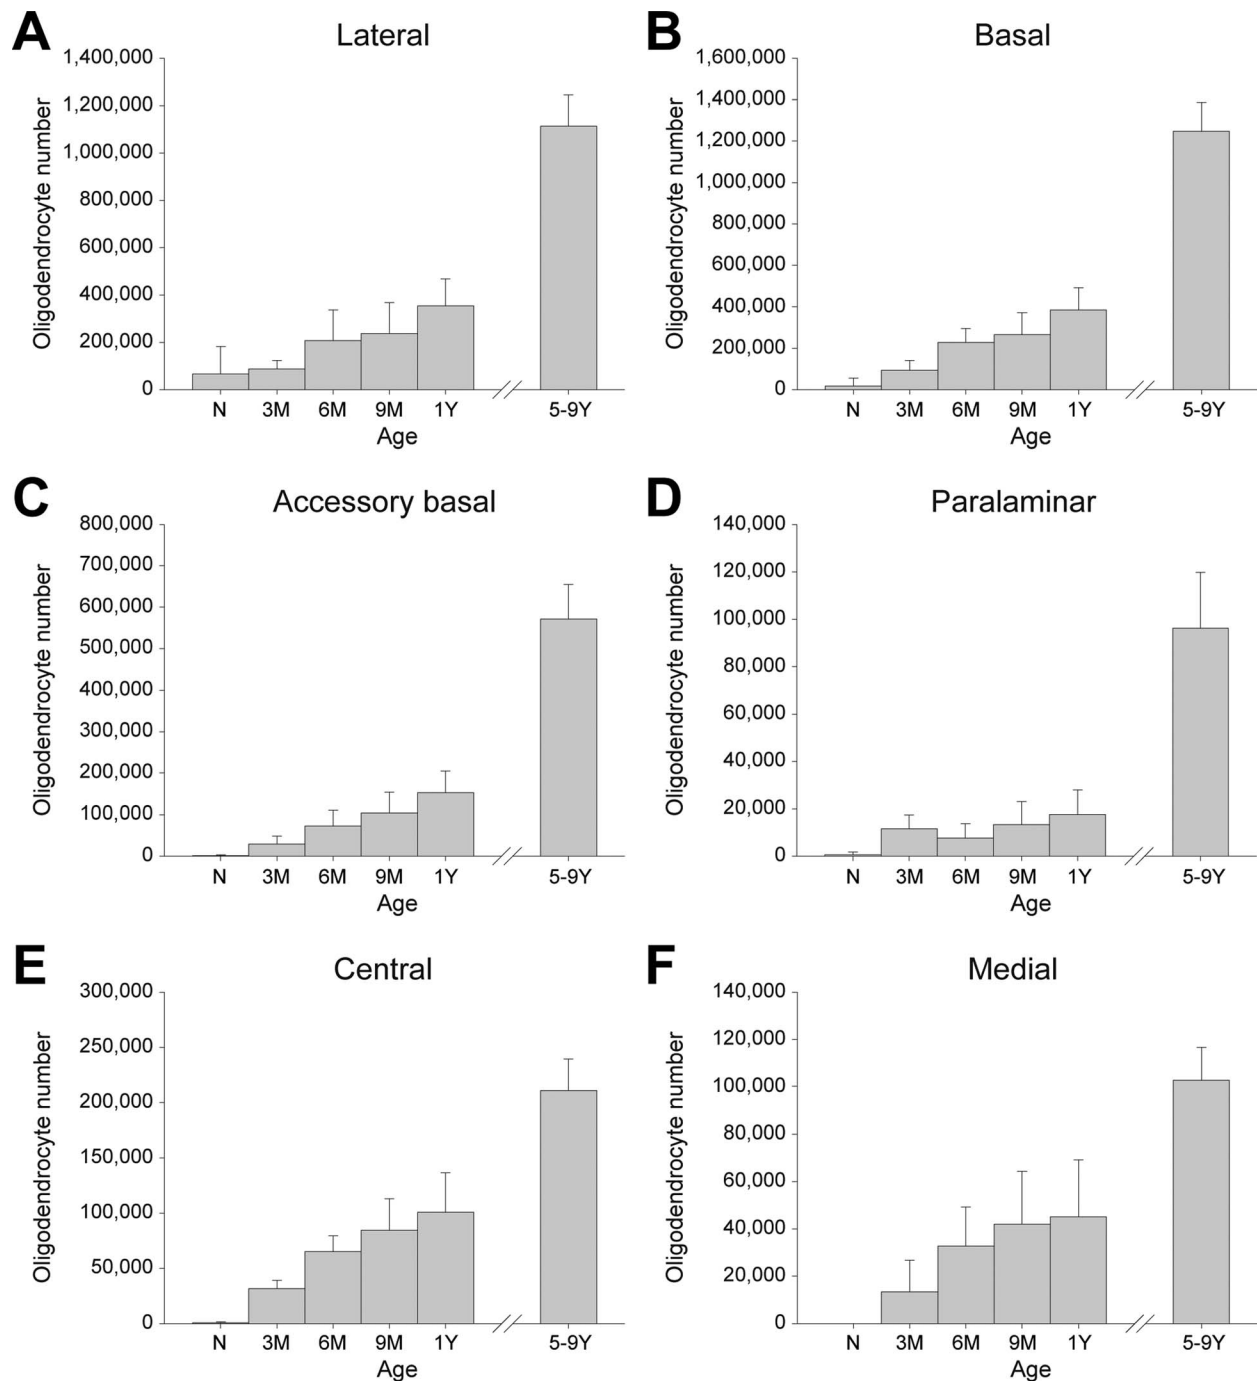 A
Lateral
Oligodendrocyte number
1,400,000
1,200,000
1,000,000
800,000
600,000
400,000
200,000
0
N 3M 6M 9M 1Y 5-9Y
Age
B
Basal
Oligodendrocyte number
1,600,000
1,400,000
1,200,000
1,000,000
800,000
600,000
400,000
200,000
0
N 3M 6M 9M 1Y 5-9Y
Age
C
Accessory basal
Oligodendrocyte number
800,000
700,000
600,000
500,000
400,000
300,000
200,000
100,000
0
N 3M 6M 9M 1Y 5-9Y
Age
D
Paralaminar
Oligodendrocyte number
140,000
120,000
100,000
80,000
60,000
40,000
20,000
0
N 3M 6M 9M 1Y 5-9Y
Age
E
Central
Oligodendrocyte number
300,000
250,000
200,000
150,000
100,000
50,000
0
N 3M 6M 9M 1Y 5-9Y
Age
F
Medial
Oligodendrocyte number
140,000
120,000
100,000
80,000
60,000
40,000
20,000
0
N 3M 6M 9M 1Y 5-9Y
Age